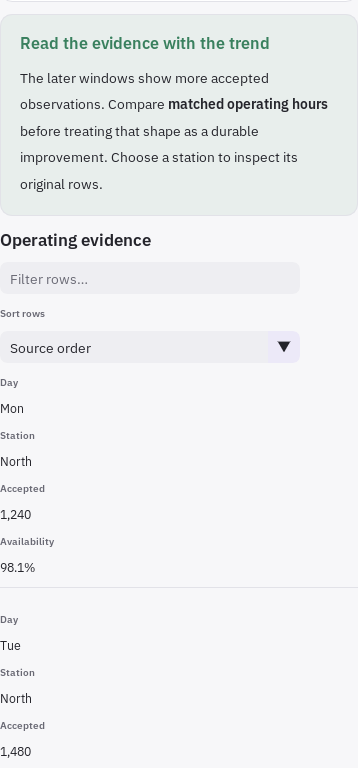 Read the evidence with the trend
The later windows show more accepted
observations. Compare matched operating hours
before treating that shape as a durable
improvement. Choose a station to inspect its
original rows.
Operating evidence
Filter rows...
Sort rows
Source order
Day
Mon
Station
North
Accepted
1,240
Availability
98.1%
Day
Tue
Station
North
Accepted
1,480